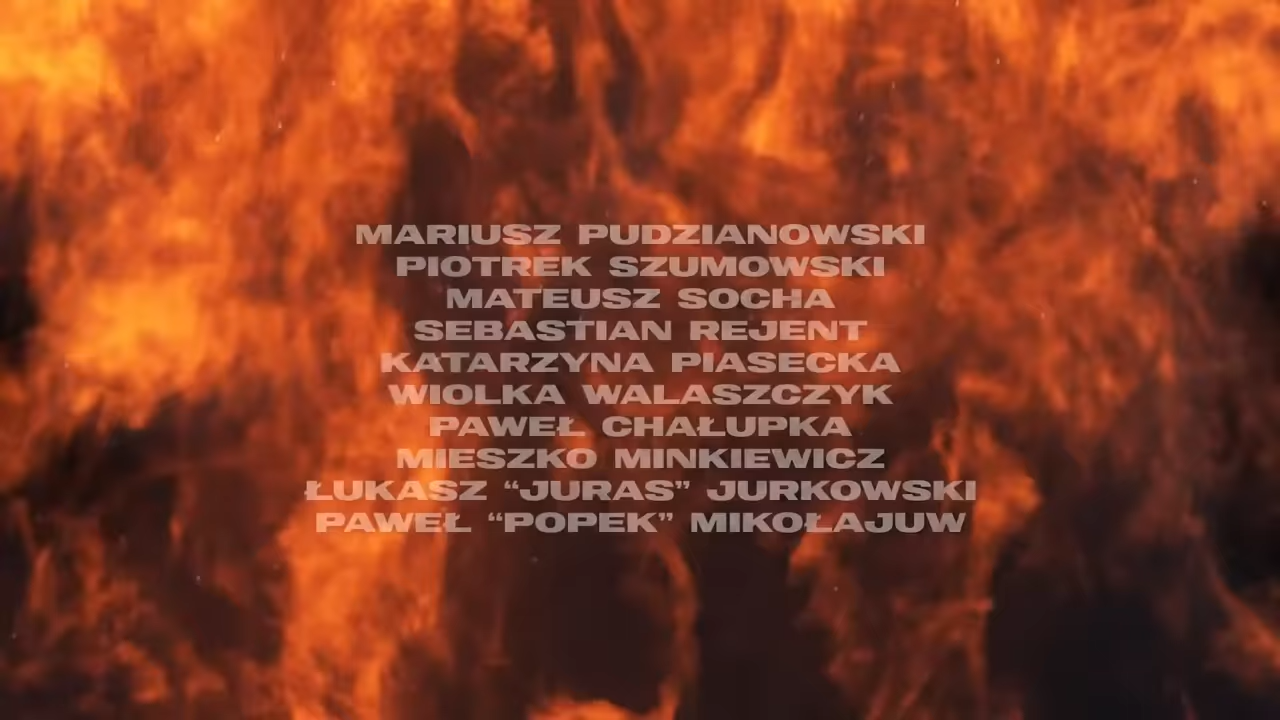 MARIUSZ PUDZIANOWSKI
PIOTREK SZUMOWSKI
MATEUSZ SOCHA
SEBASTIAN REJENT
KATARZYNA PIASECKA
WIOLKA WALASZCZYK
PAWEŁ CHAŁUPKA
MIESZKO MINKIEWICZ
ŁUKASZ “JURAS” JURKOWSKI
PAWEŁ “POPEK” MIKOŁAJUW